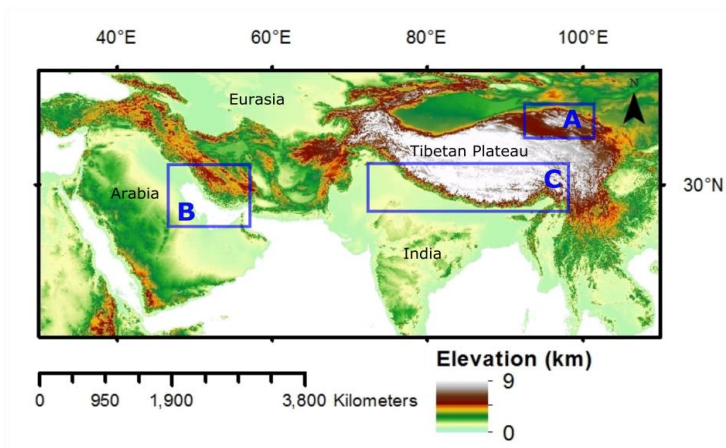 40°E 60°E 80°E 100°E
N
Eurasia
A
Tibetan Plateau
Arabia
C
30°N
B
India
Elevation (km)
9
0
0 950 1,900 3,800 Kilometers